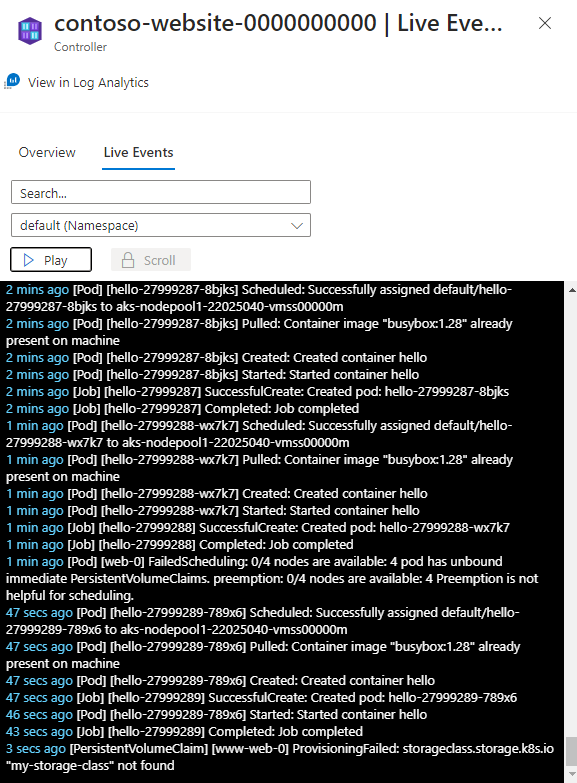 contoso-website-0000000000 | Live Eve...
Controller
View in Log Analytics
Overview Live Events
Search...
default (Namespace)
Play Scroll
2 mins ago [Pod] [hello-27999287-8bjks] Scheduled: Successfully assigned default/hello-
27999287-8bjks to aks-nodepool1-22025040-vmss00000m
2 mins ago [Pod] [hello-27999287-8bjks] Pulled: Container image "busybox:1.28" already
present on machine
2 mins ago [Pod] [hello-27999287-8bjks] Created: Created container hello
2 mins ago [Pod] [hello-27999287-8bjks] Started: Started container hello
2 mins ago [Job] [hello-27999287] SuccessfulCreate: Created pod: hello-27999287-8bjks
2 mins ago [Job] [hello-27999287] Completed: Job completed
1 min ago [Pod] [hello-27999288-wx7k7] Scheduled: Successfully assigned default/hello-
27999288-wx7k7 to aks-nodepool1-22025040-vmss00000m
1 min ago [Pod] [hello-27999288-wx7k7] Pulled: Container image "busybox:1.28" already
present on machine
1 min ago [Pod] [hello-27999288-wx7k7] Created: Created container hello
1 min ago [Pod] [hello-27999288-wx7k7] Started: Started container hello
1 min ago [Job] [hello-27999288] SuccessfulCreate: Created pod: hello-27999288-wx7k7
1 min ago [Job] [hello-27999288] Completed: Job completed
1 min ago [Pod] [web-0] FailedScheduling: 0/4 nodes are available: 4 pod has unbound
immediate PersistentVolumeClaims. preemption: 0/4 nodes are available: 4 Preemption is not
helpful for scheduling.
47 secs ago [Pod] [hello-27999289-789x6] Scheduled: Successfully assigned default/hello-
27999289-789x6 to aks-nodepool1-22025040-vmss00000m
47 secs ago [Pod] [hello-27999289-789x6] Pulled: Container image "busybox:1.28" already
present on machine
47 secs ago [Pod] [hello-27999289-789x6] Created: Created container hello
47 secs ago [Job] [hello-27999289] SuccessfulCreate: Created pod: hello-27999289-789x6
46 secs ago [Pod] [hello-27999289-789x6] Started: Started container hello
43 secs ago [Job] [hello-27999289] Completed: Job completed
3 secs ago [PersistentVolumeClaim] [www-web-0] ProvisioningFailed: storageclass.storage.k8s.io
"my-storage-class" not found